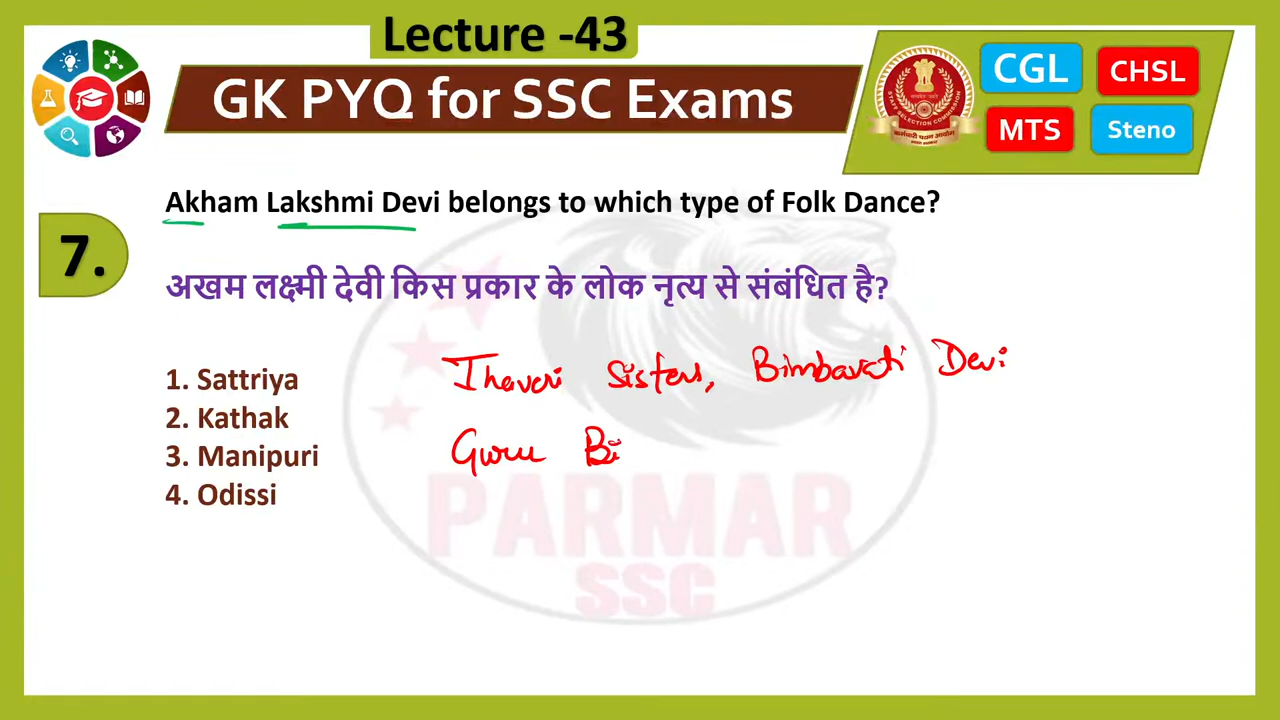 Lecture -43
GK PYQ for SSC Exams
CGL
CHSL
MTS
Steno
7.
Akham Lakshmi Devi belongs to which type of Folk Dance?
अखम लक्ष्मी देवी किस प्रकार के लोक नृत्य से संबंधित है?
1. Sattriya
2. Kathak
3. Manipuri
4. Odissi
Jhaveri Sisters, Bimbavati Devi
Guru Bi
PARMAR
SSC